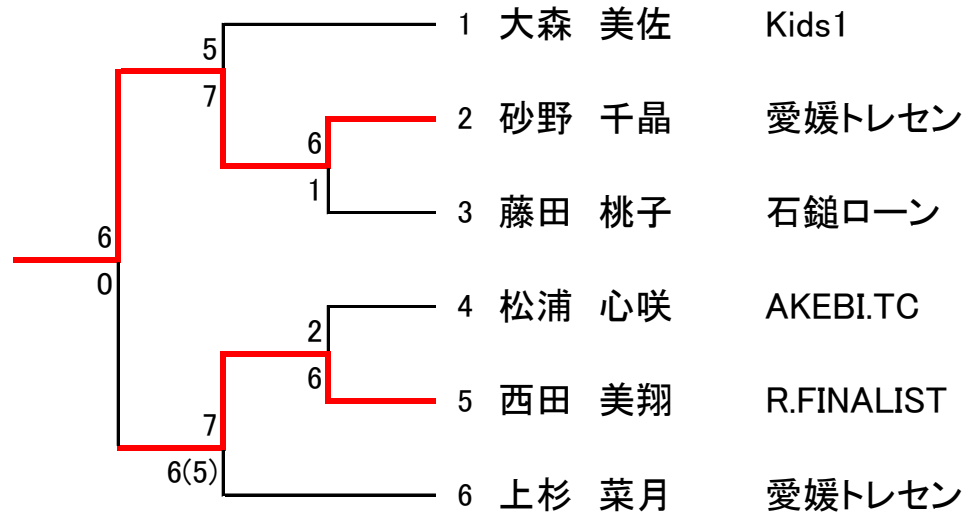 1 大森 美佐 Kids1
5
7
2 砂野 千晶 愛媛トレセン
6
1
3 藤田 桃子 石鎚ローン
6
0
4 松浦 心咲 AKEBI.TC
2
6
5 西田 美翔 R.FINALIST
7
6(5)
6 上杉 菜月 愛媛トレセン